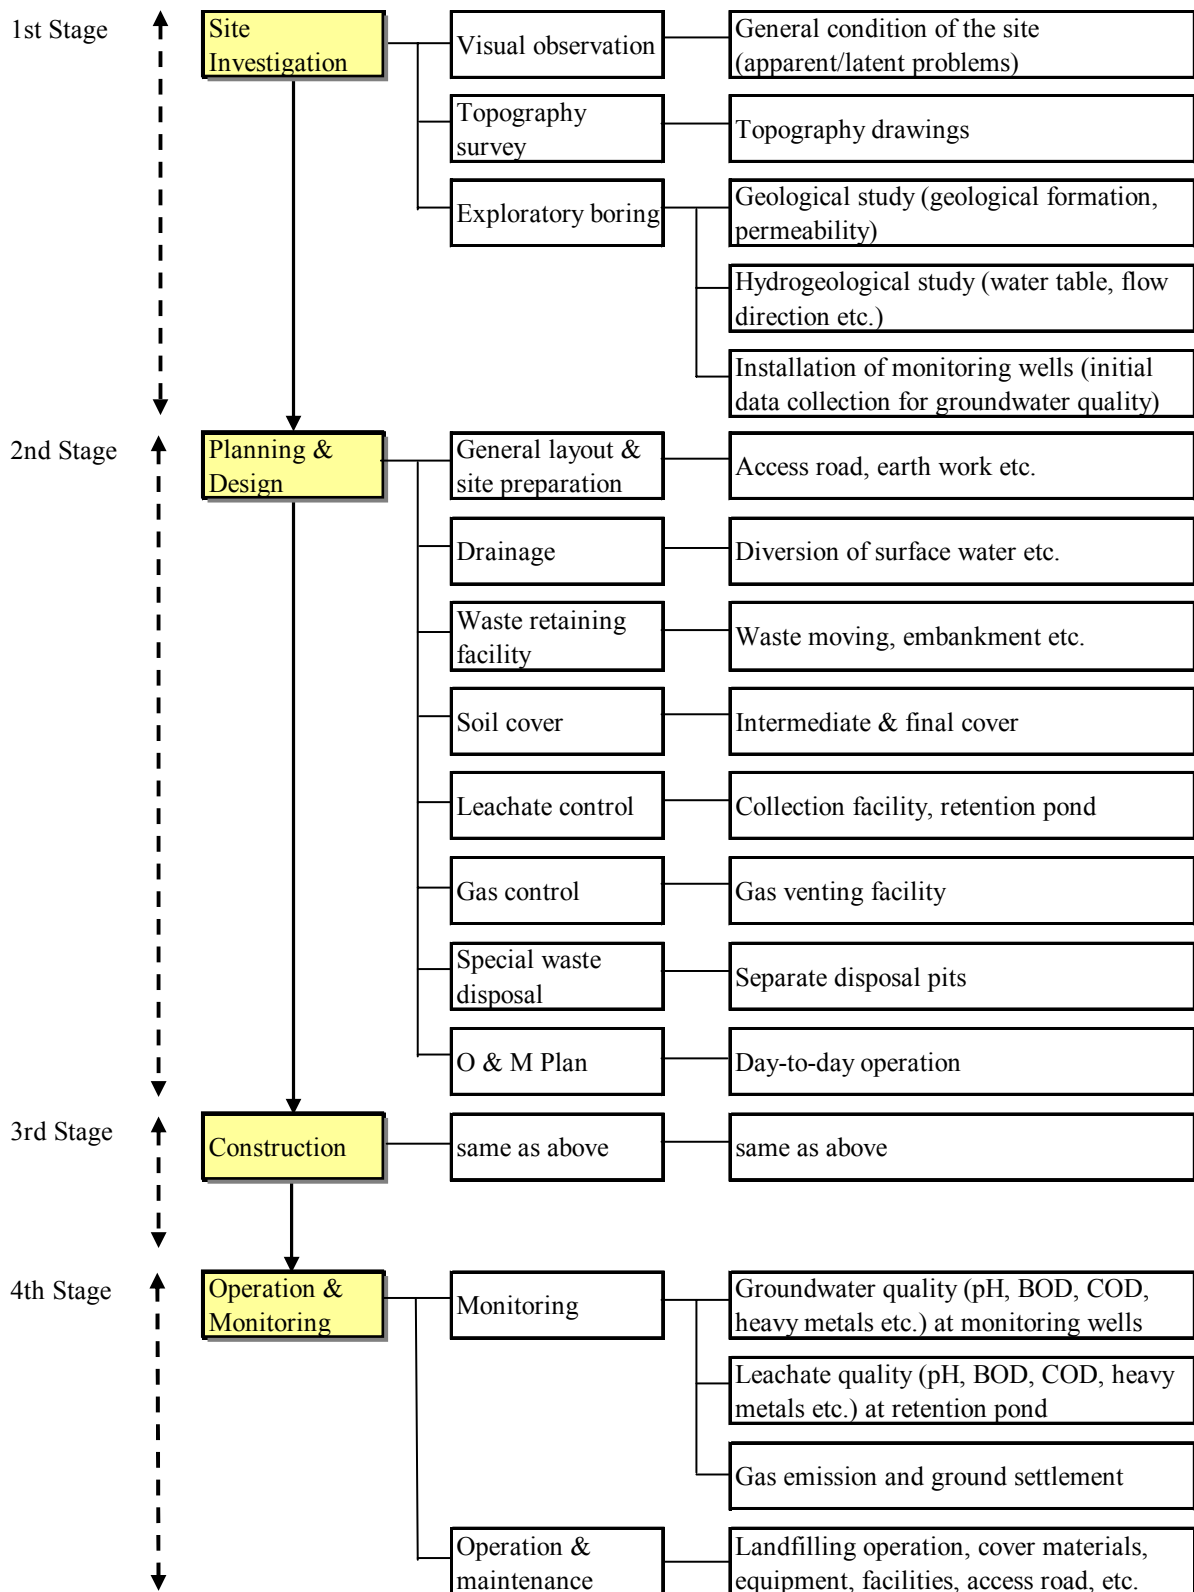 1st Stage
Site
Investigation
Visual observation
General condition of the site
(apparent/latent problems)
Topography
survey
Topography drawings
Exploratory boring
Geological study (geological formation,
permeability)
Hydrogeological study (water table, flow
direction etc.)
Installation of monitoring wells (initial
data collection for groundwater quality)
2nd Stage
Planning &
Design
General layout &
site preparation
Access road, earth work etc.
Drainage
Diversion of surface water etc.
Waste retaining
facility
Waste moving, embankment etc.
Soil cover
Intermediate & final cover
Leachate control
Collection facility, retention pond
Gas control
Gas venting facility
Special waste
disposal
Separate disposal pits
O & M Plan
Day-to-day operation
3rd Stage
Construction
same as above
same as above
4th Stage
Operation &
Monitoring
Monitoring
Groundwater quality (pH, BOD, COD,
heavy metals etc.) at monitoring wells
Leachate quality (pH, BOD, COD, heavy
metals etc.) at retention pond
Gas emission and ground settlement
Operation &
maintenance
Landfilling operation, cover materials,
equipment, facilities, access road, etc.